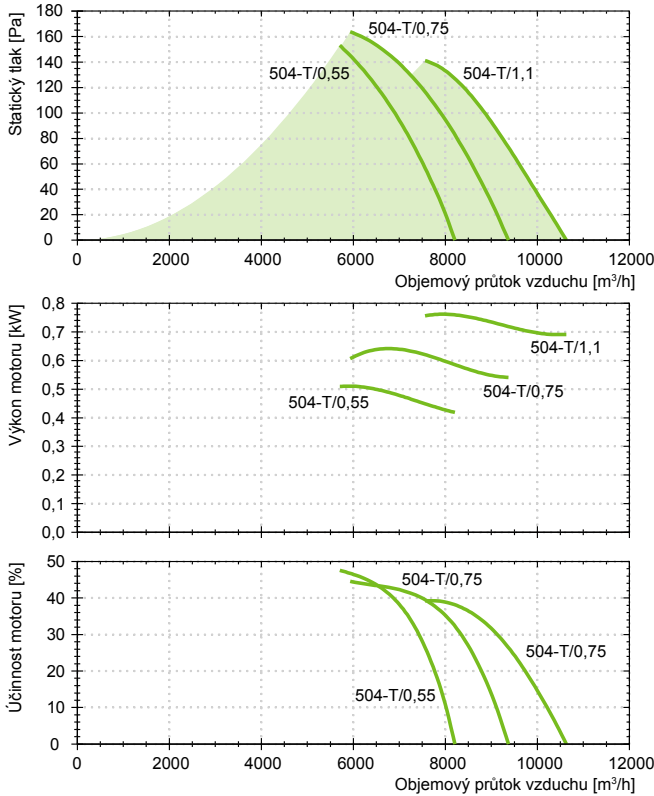 Statický tlak [Pa]
180
160
140
120
100
80
60
40
20
0
504-T/0,75
504-T/0,55
504-T/1,1
0 2000 4000 6000 8000 10000 12000
Objemový průtok vzduchu [m³/h]
Výkon motoru [kW]
0,8
0,7
0,6
0,5
0,4
0,3
0,2
0,1
0,0
504-T/1,1
504-T/0,75
504-T/0,55
Účinnost motoru [%]
50
40
30
20
10
0
504-T/0,75
504-T/0,75
504-T/0,55
0 2000 4000 6000 8000 10000 12000
Objemový průtok vzduchu [m³/h]